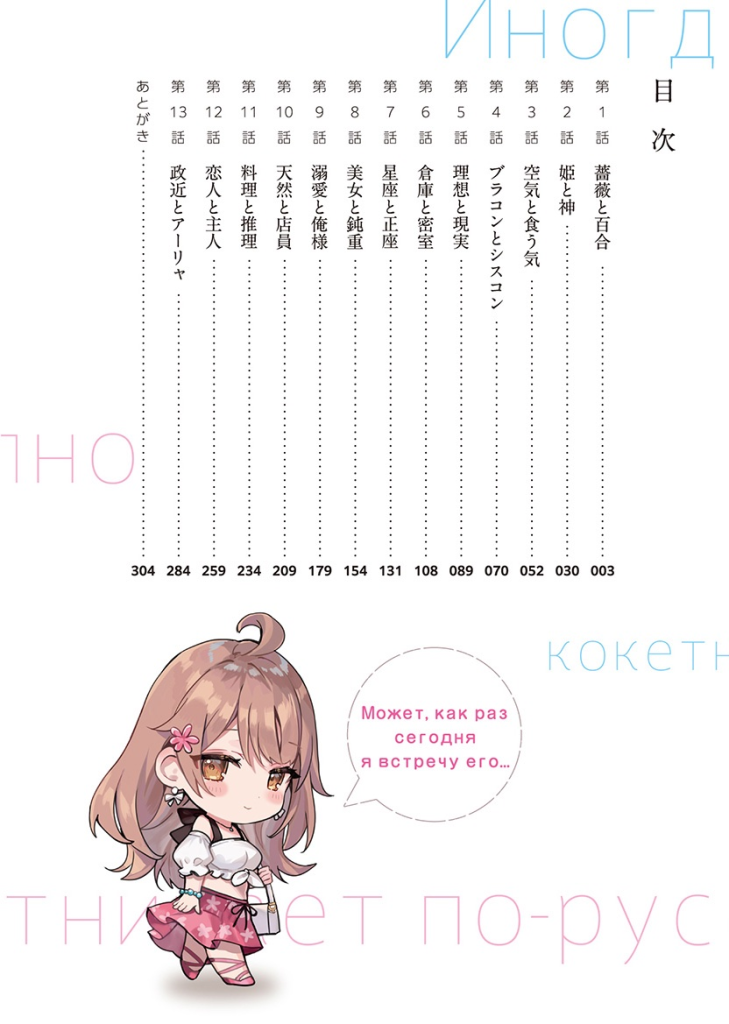 Иногд
目次
第1話 薔薇と百合 003
第2話 姫と神 030
第3話 空気と食う気 052
第4話 ブラコンとシスコン 070
第5話 理想と現実 089
第6話 倉庫と密室 108
第7話 星座と正座 131
第8話 美女と鈍重 154
第9話 溺愛と俺様 179
第10話 天然と店員 209
第11話 料理と推理 234
第12話 恋人と主人 259
第13話 政近とアーリャ 284
あとがき 304
кокетн
Может, как раз
сегодня
я встречу его...
по-рус